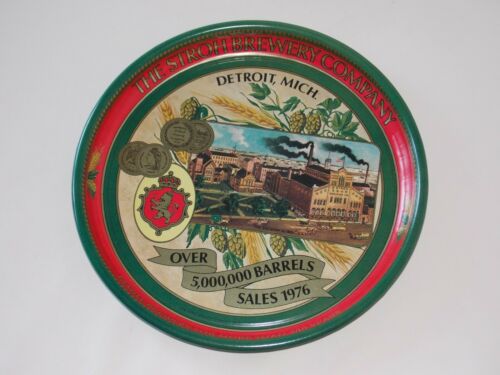 THE STROH BREWERY COMPANY
DETROIT, MICH.
OVER
5,000,000 BARRELS
SALES 1976